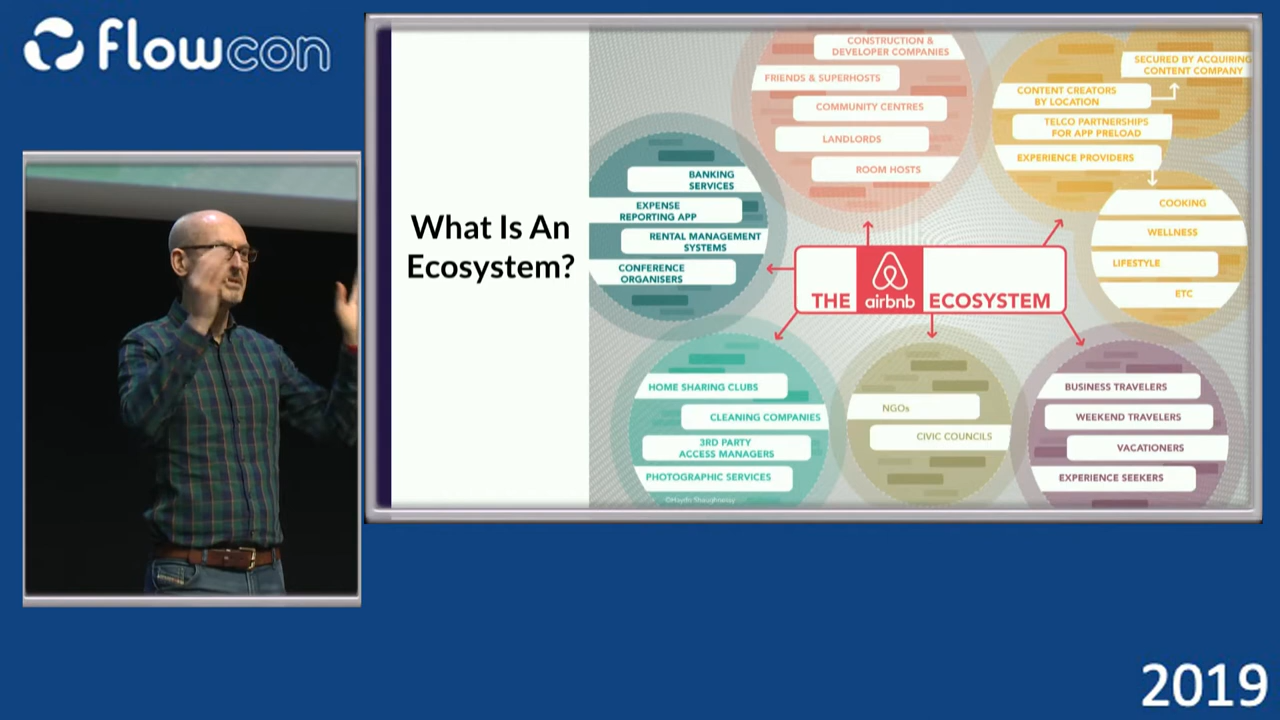 flowcon
What Is An
Ecosystem?
CONSTRUCTION &
DEVELOPER COMPANIES
FRIENDS & SUPERHOSTS
COMMUNITY CENTRES
LANDLORDS
ROOM HOSTS
SECURED BY ACQUIRING
CONTENT COMPANY
CONTENT CREATORS
BY LOCATION
TELCO PARTNERSHIPS
FOR APP PRELOAD
EXPERIENCE PROVIDERS
COOKING
WELLNESS
LIFESTYLE
ETC
BANKING
SERVICES
EXPENSE
REPORTING APP
RENTAL MANAGEMENT
SYSTEMS
CONFERENCE
ORGANISERS
THE airbnb ECOSYSTEM
HOME SHARING CLUBS
CLEANING COMPANIES
3RD PARTY
ACCESS MANAGERS
PHOTOGRAPHIC SERVICES
NGOs
CIVIC COUNCILS
BUSINESS TRAVELERS
WEEKEND TRAVELERS
VACATIONERS
EXPERIENCE SEEKERS
©Haydn Shaughnessy
2019